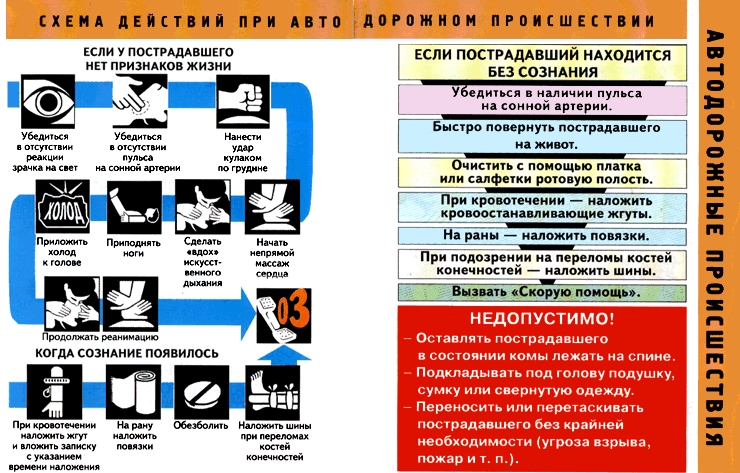 СХЕМА ДЕЙСТВИЙ ПРИ АВТОДОРОЖНОМ ПРОИСШЕСТВИИ
ЕСЛИ У ПОСТРАДАВШЕГО
НЕТ ПРИЗНАКОВ ЖИЗНИ
Убедиться
в отсутствии
реакции
зрачка на свет
Убедиться
в отсутствии
пульса
на сонной артерии
Нанести
удар
кулаком
по грудине
ХОЛОД
Приложить
холод
к голове
Приподнять
ноги
Сделать
«вдох»
искусст-
венного
дыхания
Начать
непрямой
массаж
сердца
Продолжать реанимацию
03
КОГДА СОЗНАНИЕ ПОЯВИЛОСЬ
При кровотечении
наложить жгут
и вложить записку
с указанием
времени наложения
На рану
наложить
повязки
Обезболить
Наложить шины
при переломах
костей
конечностей
ЕСЛИ ПОСТРАДАВШИЙ НАХОДИТСЯ
БЕЗ СОЗНАНИЯ
Убедиться в наличии пульса
на сонной артерии.
Быстро повернуть пострадавшего
на живот.
Очистить с помощью платка
или салфетки ротовую полость.
При кровотечении — наложить
кровоостанавливающие жгуты.
На раны — наложить повязки.
При подозрении на переломы костей
конечностей — наложить шины.
Вызвать «Скорую помощь».
НЕДОПУСТИМО!
– Оставлять пострадавшего
в состоянии комы лежать на спине.
– Подкладывать под голову подушку,
сумку или свернутую одежду.
– Переносить или перетаскивать
пострадавшего без крайней
необходимости (угроза взрыва,
пожар и т. п.).
АВТОДОРОЖНЫЕ ПРОИСШЕСТВИЯ